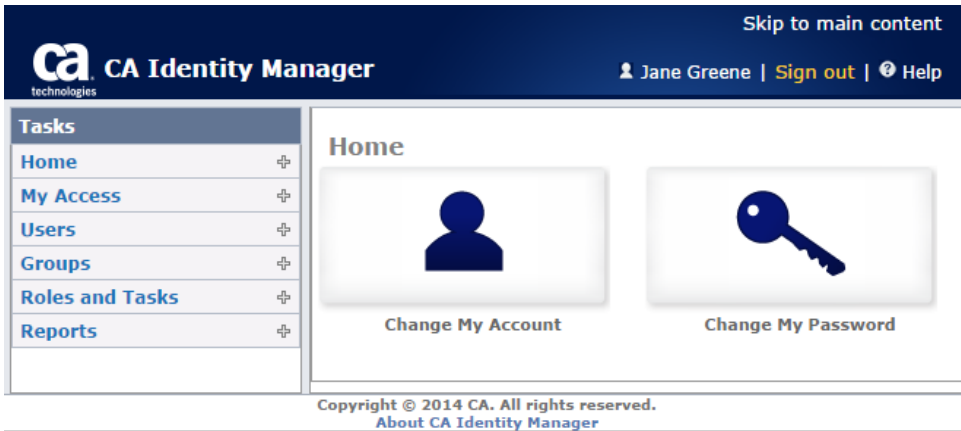 Skip to main content
ca
technologies
CA Identity Manager
Jane Greene | Sign out | Help
Tasks
Home
My Access
Users
Groups
Roles and Tasks
Reports
Home
Change My Account
Change My Password
Copyright © 2014 CA. All rights reserved.
About CA Identity Manager